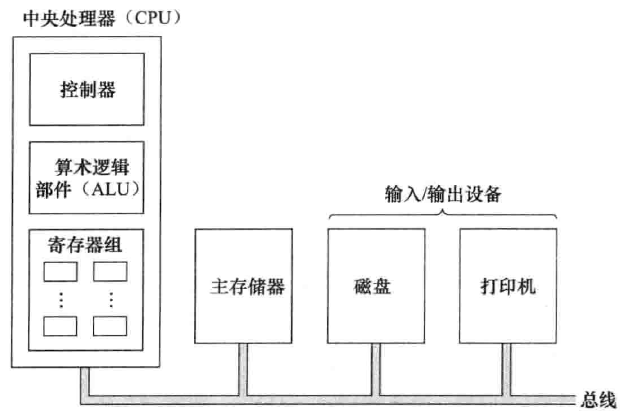 中央处理器（CPU）
控制器
算术逻辑
部件（ALU）
寄存器组
输入/输出设备
主存储器
磁盘
打印机
总线